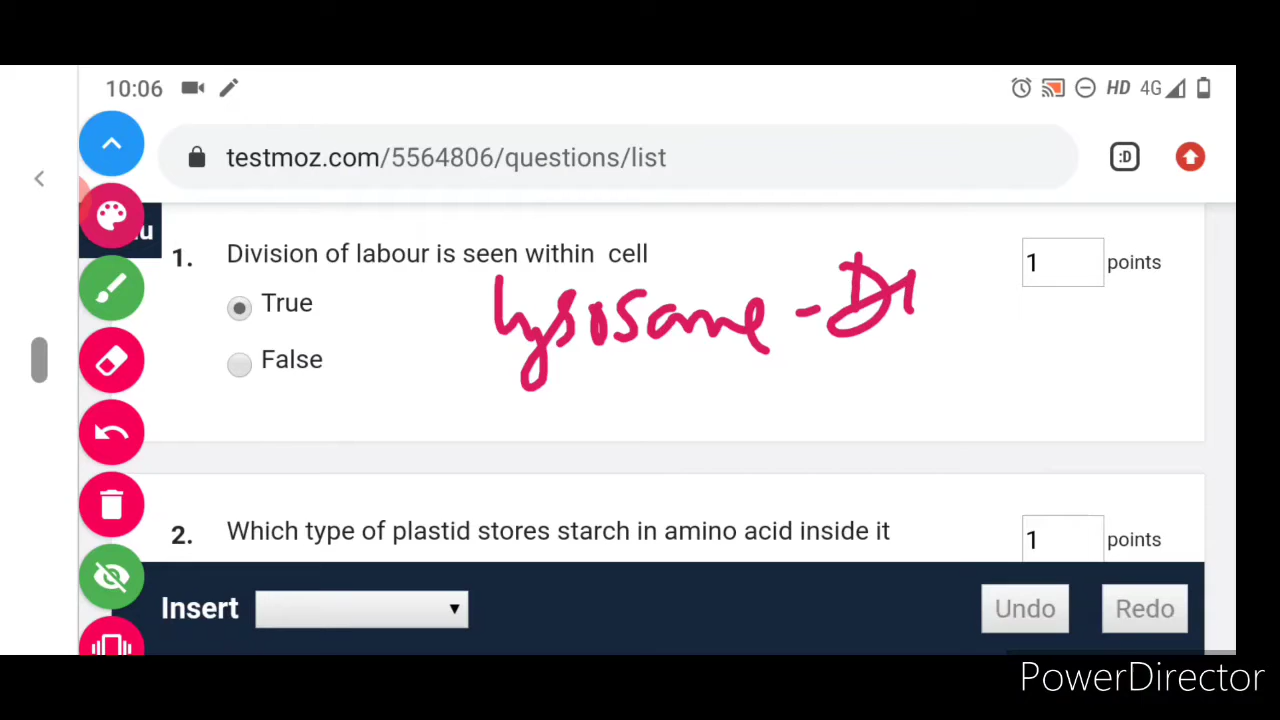 10:06 HD 4G
testmoz.com/5564806/questions/list
:D
u
1. Division of labour is seen within cell 1 points
True
lysosome -
False
2. Which type of plastid stores starch in amino acid inside it 1 points
Insert Undo Redo
PowerDirector